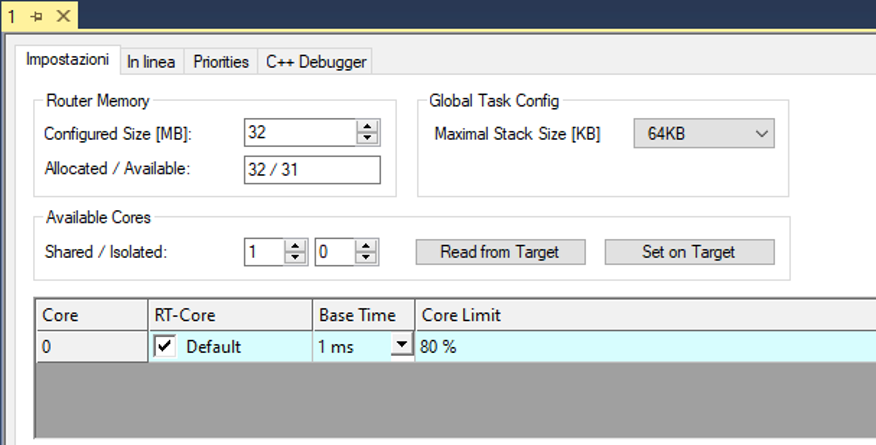 1
Impostazioni In linea Priorities C++ Debugger
Router Memory
Configured Size [MB]: 32
Allocated / Available: 32 / 31
Global Task Config
Maximal Stack Size [KB] 64KB
Available Cores
Shared / Isolated: 1 0 Read from Target Set on Target
Core RT-Core Base Time Core Limit
0 Default 1 ms 80 %